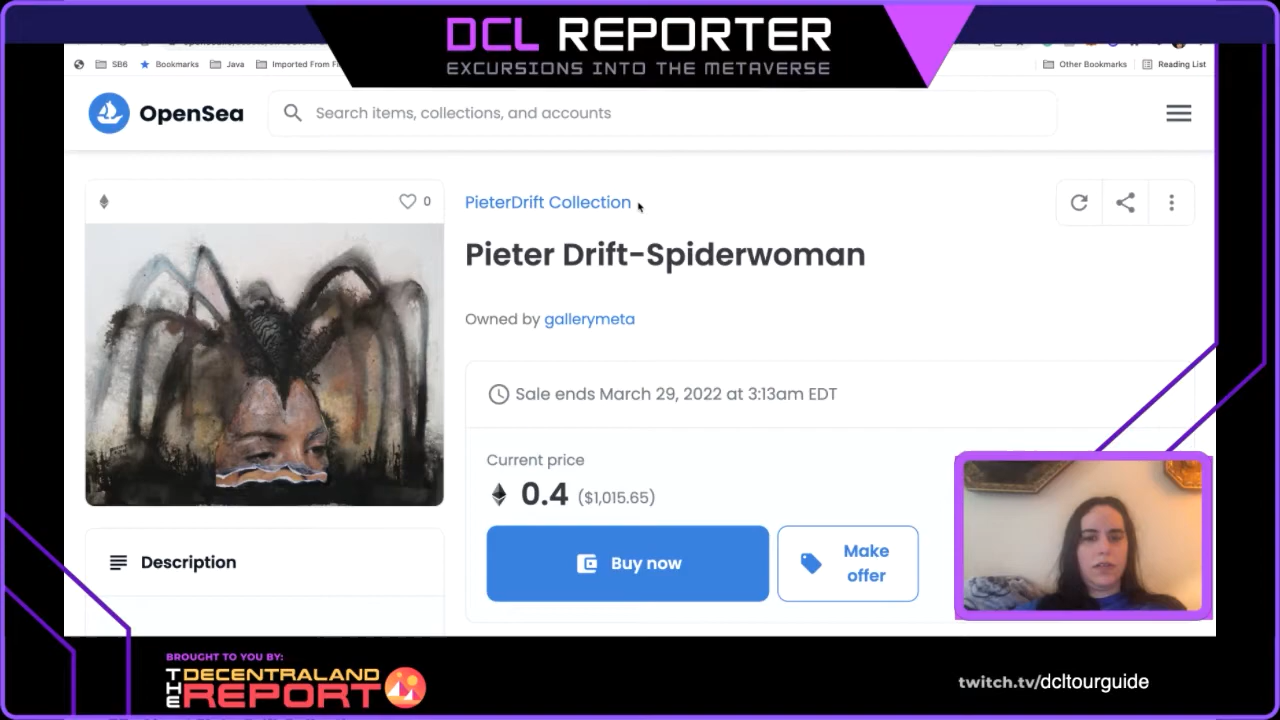 DCL REPORTER
EXCURSIONS INTO THE METAVERSE
SB6
Bookmarks
Java
Other Bookmarks
Reading List
OpenSea
Search items, collections, and accounts
0
PieterDrift Collection
Pieter Drift-Spiderwoman
Owned by gallerymeta
Sale ends March 29, 2022 at 3:13am EDT
Current price
0.4 ($1,015.65)
Buy now
Make
offer
Description
BROUGHT TO YOU BY:
THE DECENTRALAND
REPORT
twitch.tv/dcltourguide